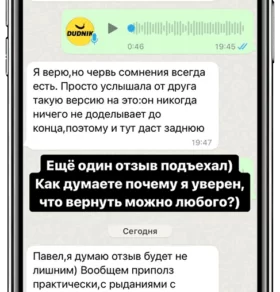 DUDNIK
0:46
19:45
Я верю,но червь сомнения всегда
есть. Просто услышала от друга
такую версию на это:он никогда
ничего не доделывает до
конца,поэтому и тут даст заднюю
19:47
Ещё один отзыв подъехал)
Как думаете почему я уверен,
что вернуть можно любого?)
Сегодня
Павел,я думаю отзыв будет не
лишним) Вообщем приполз
практически,с рыданиями с